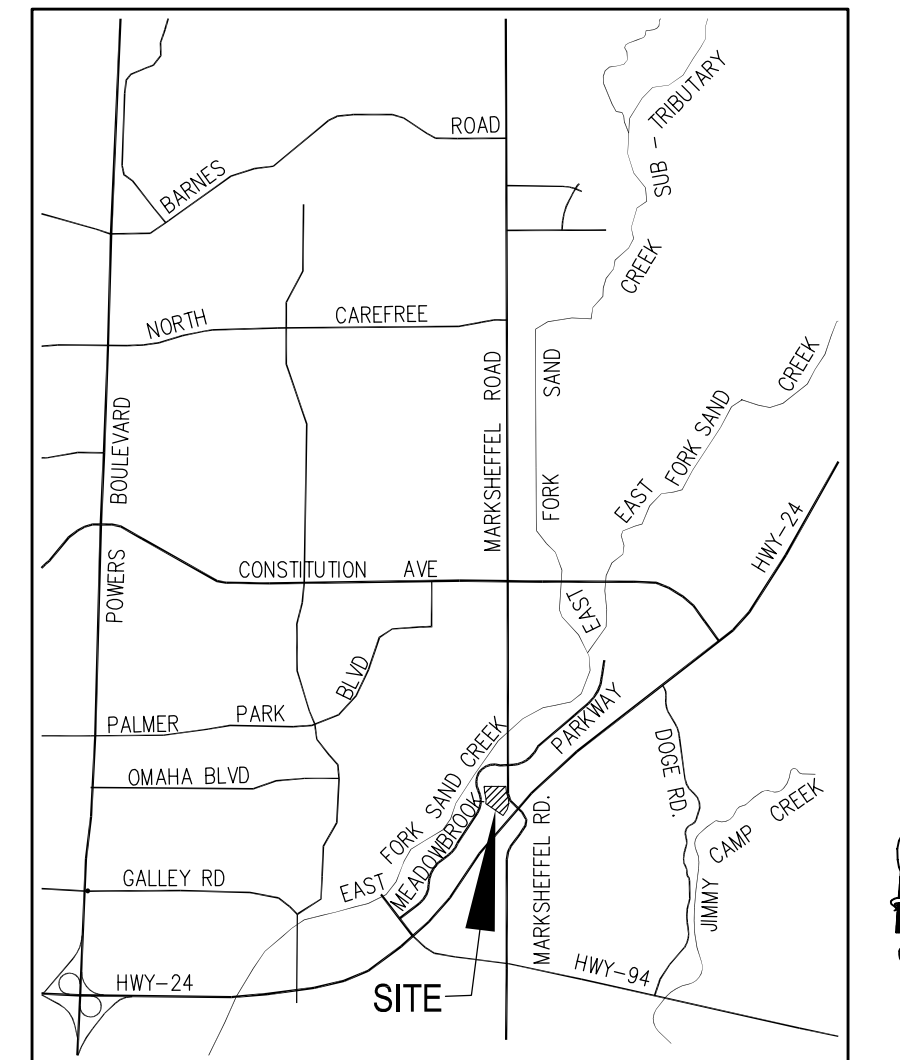 SUB - TRIBUTARY
CREEK
SAND
FORK
EAST
BARNES
ROAD
NORTH
CAREFREE
MARKSHEFFEL ROAD
CREEK
EAST FORK SAND
POWERS
BOULEVARD
HWY-24
CONSTITUTION AVE
BLVD
PALMER
PARK
OMAHA BLVD
PARKWAY
MEADOWBROOK
EAST
FORK SAND CREEK
DOGE RD.
JIMMY
CAMP CREEK
GALLEY RD
MARKSHEFFEL RD.
HWY-24
HWY-94
SITE